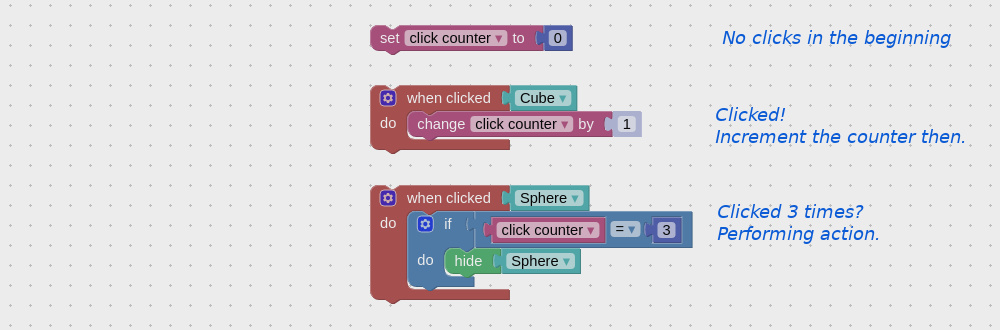 set click counter ▾ to 0
No clicks in the beginning
when clicked Cube ▾
do change click counter ▾ by 1
Clicked!
Increment the counter then.
when clicked Sphere ▾
do if click counter ▾ = ▾ 3
do hide Sphere ▾
Clicked 3 times?
Performing action.